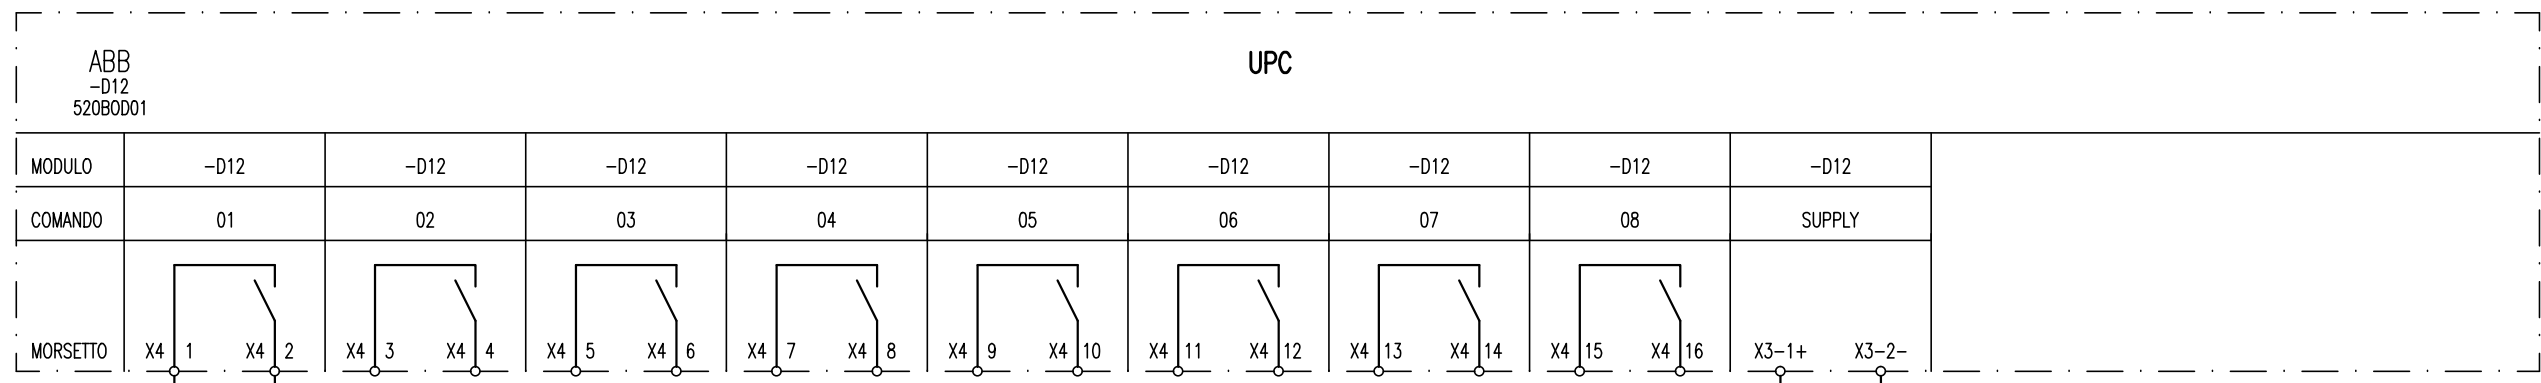 UPC
ABB
-D12
520BOD01
MODULO -D12 -D12 -D12 -D12 -D12 -D12 -D12 -D12 -D12
COMANDO 01 02 03 04 05 06 07 08 SUPPLY
MORSETTO X4 1 X4 2 X4 3 X4 4 X4 5 X4 6 X4 7 X4 8 X4 9 X4 10 X4 11 X4 12 X4 13 X4 14 X4 15 X4 16 X3-1+ X3-2-